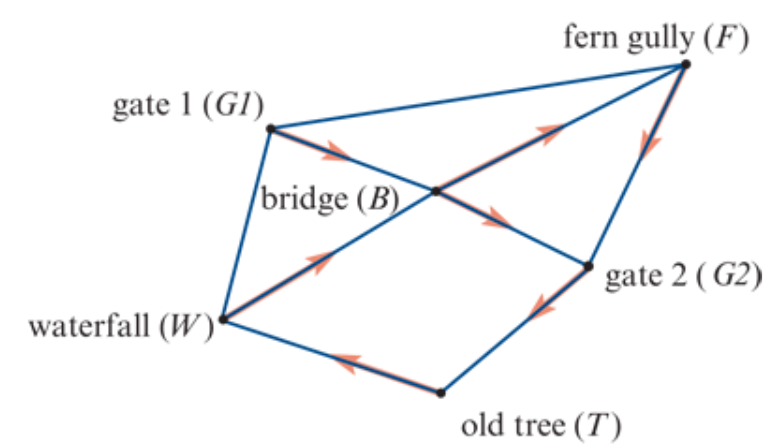 fern gully (F)
gate 1 (G1)
bridge (B)
gate 2 ( G2)
waterfall (W)
old tree (T)